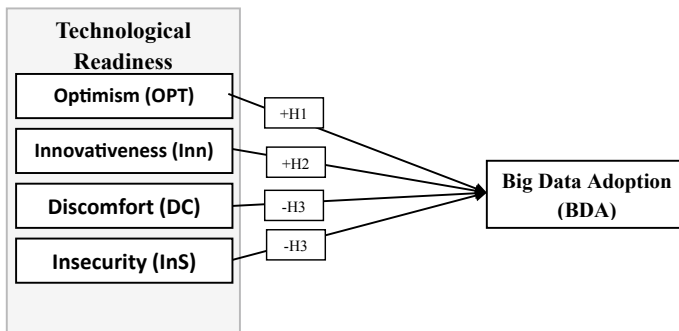 Technological
Readiness
Optimism (OPT)
+H1
Innovativeness (Inn)
+H2
Discomfort (DC)
-H3
Insecurity (InS)
-H3
Big Data Adoption
(BDA)